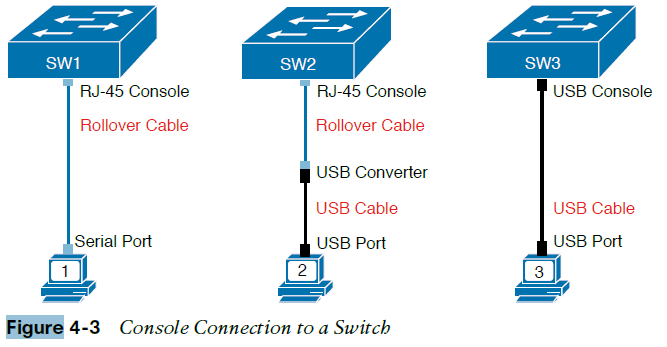 SW1
SW2
SW3
RJ-45 Console
RJ-45 Console
USB Console
Rollover Cable
Rollover Cable
USB Converter
USB Cable
USB Cable
Serial Port
USB Port
USB Port
1
2
3
Figure 4-3 Console Connection to a Switch